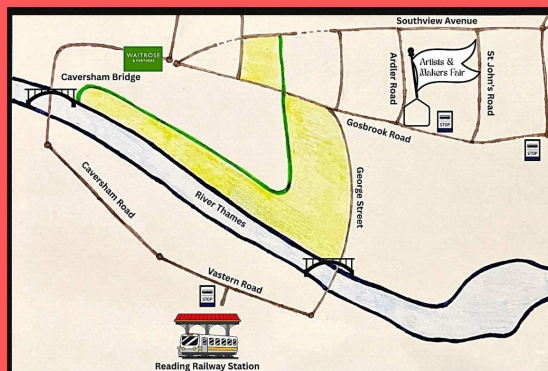 Southview Avenue
WAITROSE
& PARTNERS
Caversham Bridge
Ardler Road
Artists &
Makers Fair
St John's Road
STOP
Gosbrook Road
STOP
George Street
Caversham Road
River Thames
Vastern Road
STOP
Reading Railway Station